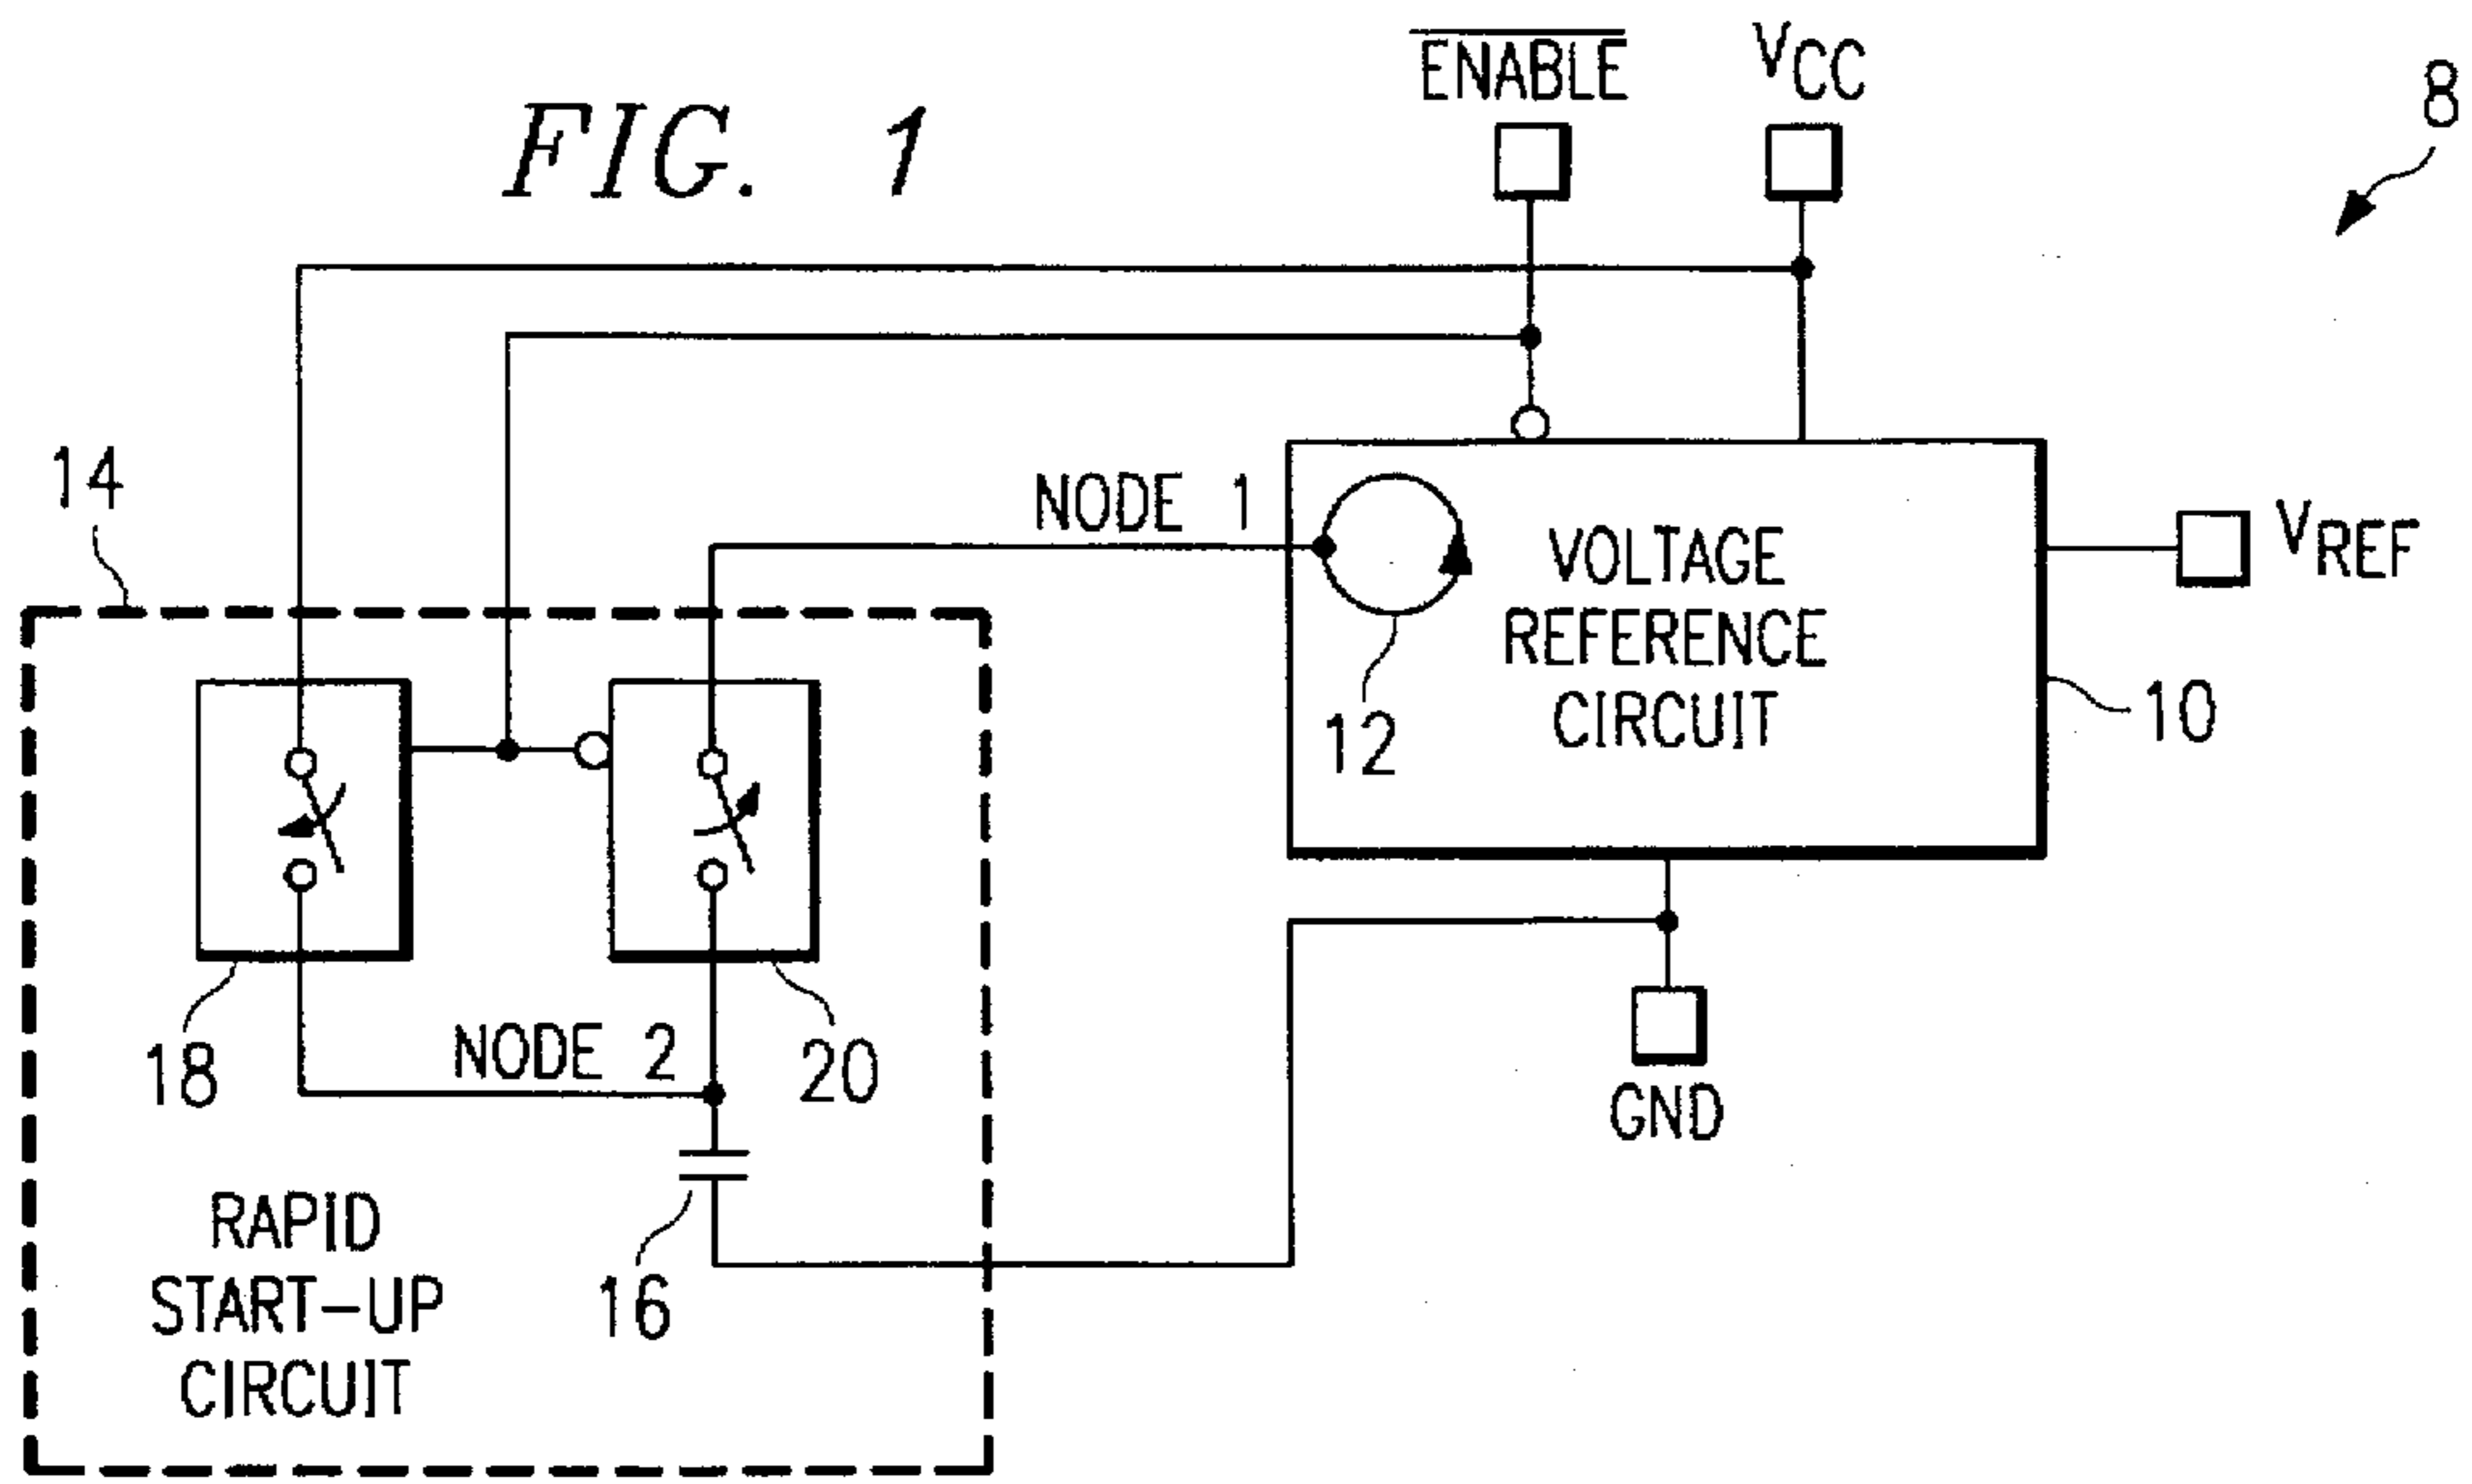 FIG. 1
ENABLE
VCC
8
14
NODE 1
VOLTAGE
REFERENCE
CIRCUIT
VREF
12
10
18
NODE 2
20
GND
16
RAPID
START-UP
CIRCUIT